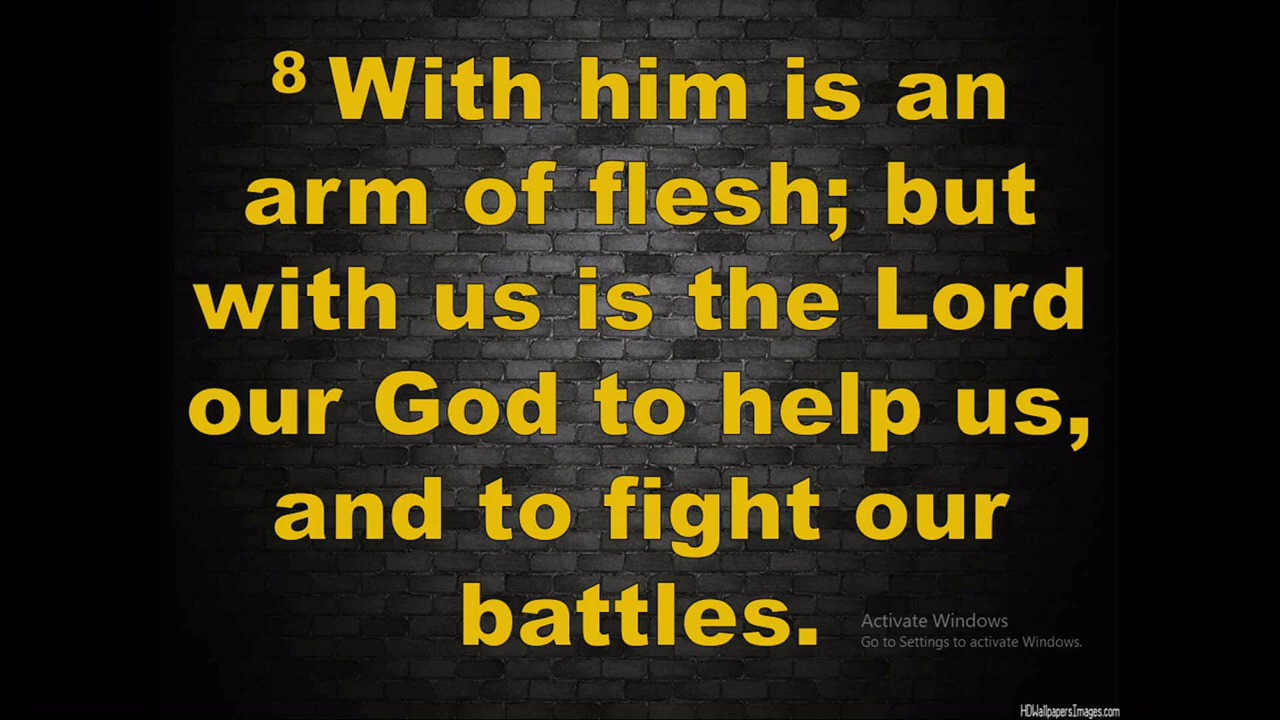 8 With him is an
arm of flesh; but
with us is the Lord
our God to help us,
and to fight our
battles.
Activate Windows
Go to Settings to activate Windows.
HDWallpapersImages.com